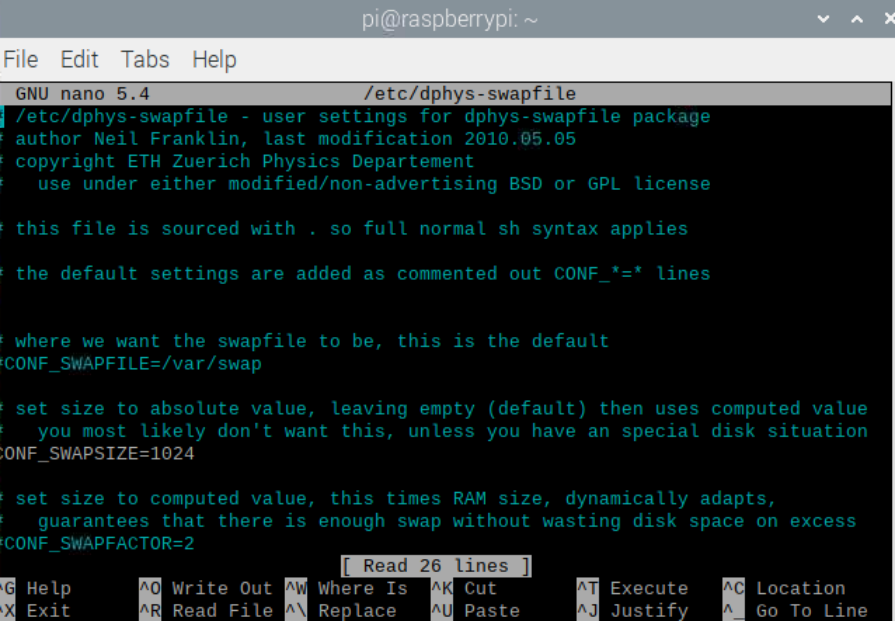 pi@raspberrypi: ~
File Edit Tabs Help
GNU nano 5.4 /etc/dphys-swapfile
# /etc/dphys-swapfile - user settings for dphys-swapfile package
# author Neil Franklin, last modification 2010.05.05
# copyright ETH Zuerich Physics Departement
#   use under either modified/non-advertising BSD or GPL license
# this file is sourced with . so full normal sh syntax applies
# the default settings are added as commented out CONF_*=* lines
# where we want the swapfile to be, this is the default
#CONF_SWAPFILE=/var/swap
# set size to absolute value, leaving empty (default) then uses computed value
#   you most likely don't want this, unless you have an special disk situation
CONF_SWAPSIZE=1024
# set size to computed value, this times RAM size, dynamically adapts,
#   guarantees that there is enough swap without wasting disk space on excess
#CONF_SWAPFACTOR=2
[ Read 26 lines ]
^G Help ^O Write Out ^W Where Is ^K Cut ^T Execute ^C Location
^X Exit ^R Read File ^\ Replace ^U Paste ^J Justify ^_ Go To Line